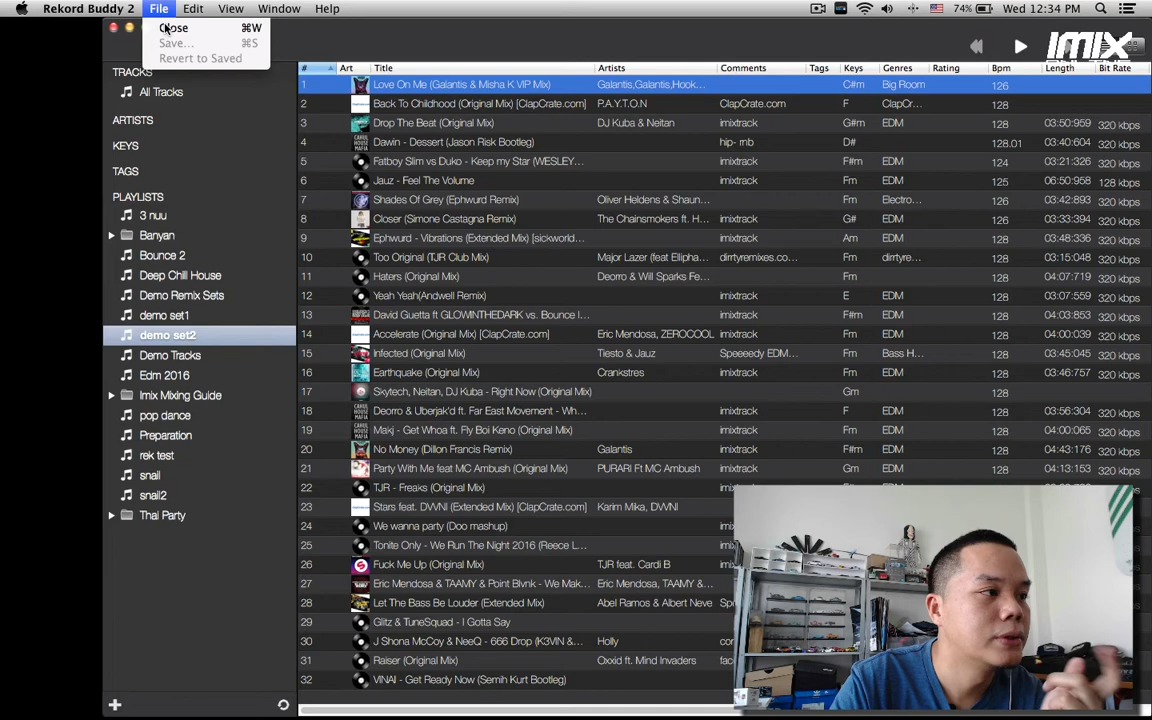 Rekord Buddy 2 File Edit View Window Help 74% Wed 12:34 PM
Close ⌘W
Save... ⌘S
Revert to Saved
IMIX
TRACKS
All Tracks
ARTISTS
KEYS
TAGS
PLAYLISTS
3 nuu
Banyan
Bounce 2
Deep Chill House
Demo Remix Sets
demo set1
demo set2
Demo Tracks
Edm 2016
Imix Mixing Guide
pop dance
Preparation
rek test
snall
snall2
Thai Party
# Art Title Artists Comments Tags Keys Genres Rating Bpm Length Bit Rate
1 Love On Me (Galantis & Misha K VIP Mix) Galantis,Galantis,Hook... C#m Big Room 126
2 Back To Childhood (Original Mix) [ClapCrate.com] P.A.Y.T.O.N ClapCrate.com F ClapCr... 128
3 Drop The Beat (Original Mix) DJ Kuba & Neitan imixtrack G#m EDM 128 03:50:959 320 kbps
4 Dawin - Dessert (Jason Risk Bootleg) hip- rnb D# 128.01 03:40:604 320 kbps
5 Fatboy Slim vs Duko - Keep my Star (WESLEY... imixtrack F#m EDM 124 03:21:326 320 kbps
6 Jauz - Feel The Volume Fm EDM 125 06:50:958 128 kbps
7 Shades Of Grey (Ephwurd Remix) Oliver Heldens & Shaun... Fm Electro... 128 03:42:893 320 kbps
8 Closer (Simone Castagna Remix) The Chainsmokers ft. H... imixtrack G# EDM 128 03:33:394 320 kbps
9 Ephwurd - Vibrations (Extended Mix) [sickworld... imixtrack Am EDM 128 03:48:336 320 kbps
10 Too Original (TJR Club Mix) Major Lazer (feat Ellipha... dirtyremixes.co... Fm dirtyre... 128 03:15:048 320 kbps
11 Haters (Original Mix) Deorro & Will Sparks Fe... Fm 128 04:07:719 320 kbps
12 Yeah Yeah(Andwell Remix) E EDM 128 03:07:559 320 kbps
13 David Guetta ft GLOWINTHEDARK vs. Bounce I... imixtrack Fm EDM 128 04:03:853 320 kbps
14 Accelerate (Original Mix) [ClapCrate.com] Eric Mendosa, ZEROCOOL imixtrack Fm EDM 128 04:00:039 320 kbps
15 Infected (Original Mix) Tiesto & Jauz Speeeedy EDM... Fm Bass H... 128 03:45:045 320 kbps
16 Earthquake (Original Mix) Crankstres Fm EDM 128 03:46:757 320 kbps
17 Skytech, Neitan, DJ Kuba - Right Now (Original Mix) Gm 128
18 Deorro & Uberjak'd ft. Far East Movement - Wh... imixtrack F EDM 128 03:56:304 320 kbps
19 Makj - Get Whoa ft. Fly Boi Keno (Original Mix) imixtrack Fm EDM 128 04:00:065 320 kbps
20 No Money (Dillon Francis Remix) Galantis imixtrack F#m EDM 128 04:43:176 320 kbps
21 Party With Me feat MC Ambush (Original Mix) PURARI Ft MC Ambush imixtrack Gm EDM 128 04:13:153 320 kbps
22 TJR - Freaks (Original Mix)
23 Stars feat. DWNI (Extended Mix) [ClapCrate.com] Karim Mika, DVVNI
24 We wanna party (Doo mashup)
25 Tonite Only - We Run The Night 2016 (Reece L...
26 Fuck Me Up (Original Mix) TJR feat. Cardi B
27 Eric Mendosa & TAAMY & Point Blvnk - We Mak... Eric Mendosa, TAAMY &...
28 Let The Bass Be Louder (Extended Mix) Abel Ramos & Albert Neve
29 Glitz & TuneSquad - I Gotta Say
30 J Shona McCoy & NeeQ - 666 Drop (K3VIN &... Holly
31 Raiser (Original Mix) Oxxid ft. Mind Invaders
32 VINAI - Get Ready Now (Semih Kurt Bootleg)